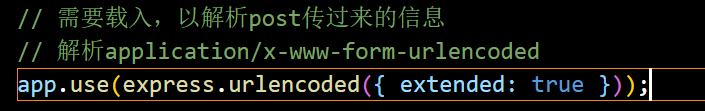 // 需要载入，以解析post传过来的信息
// 解析application/x-www-form-urlencoded
app.use(express.urlencoded({ extended: true }));